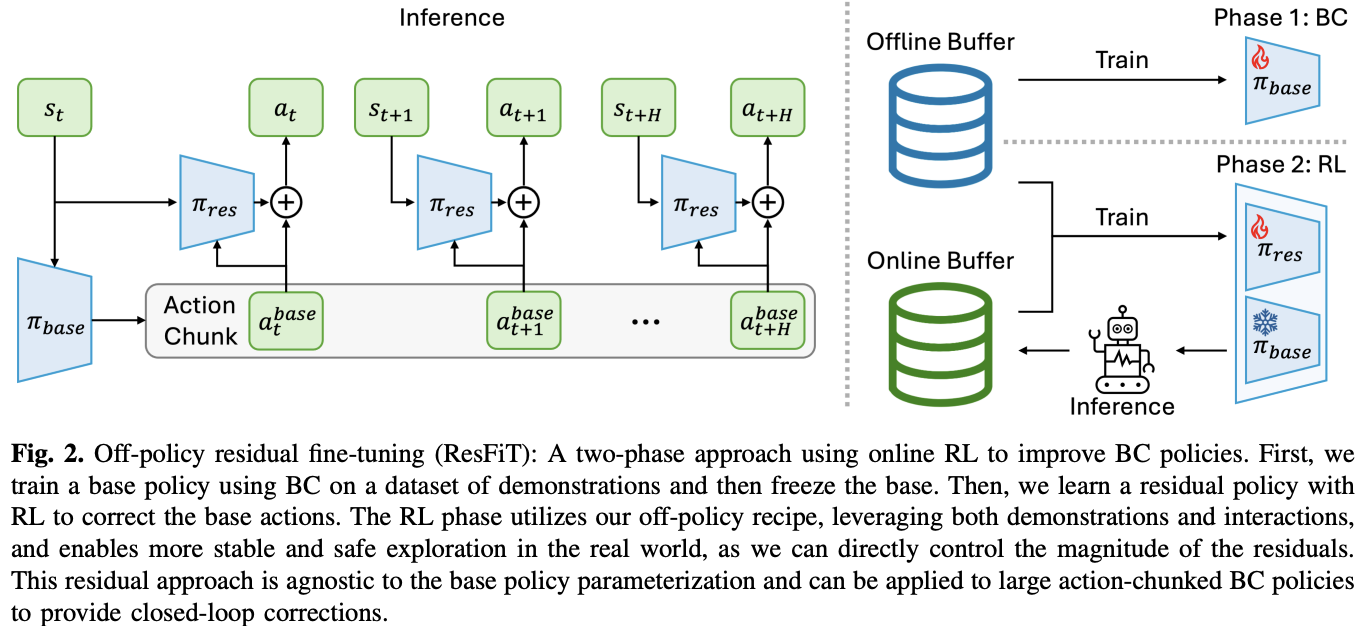 Inference
s_t
a_t
s_{t+1}
a_{t+1}
s_{t+H}
a_{t+H}
π_{res}
+
π_{res}
+
π_{res}
+
π_{base}
Action
Chunk
a_t^{base}
a_{t+1}^{base}
...
a_{t+H}^{base}
Phase 1: BC
Offline Buffer
Train
π_{base}
Phase 2: RL
Train
π_{res}
Online Buffer
π_{base}
Inference
Fig. 2. Off-policy residual fine-tuning (ResFiT): A two-phase approach using online RL to improve BC policies. First, we
train a base policy using BC on a dataset of demonstrations and then freeze the base. Then, we learn a residual policy with
RL to correct the base actions. The RL phase utilizes our off-policy recipe, leveraging both demonstrations and interactions,
and enables more stable and safe exploration in the real world, as we can directly control the magnitude of the residuals.
This residual approach is agnostic to the base policy parameterization and can be applied to large action-chunked BC policies
to provide closed-loop corrections.